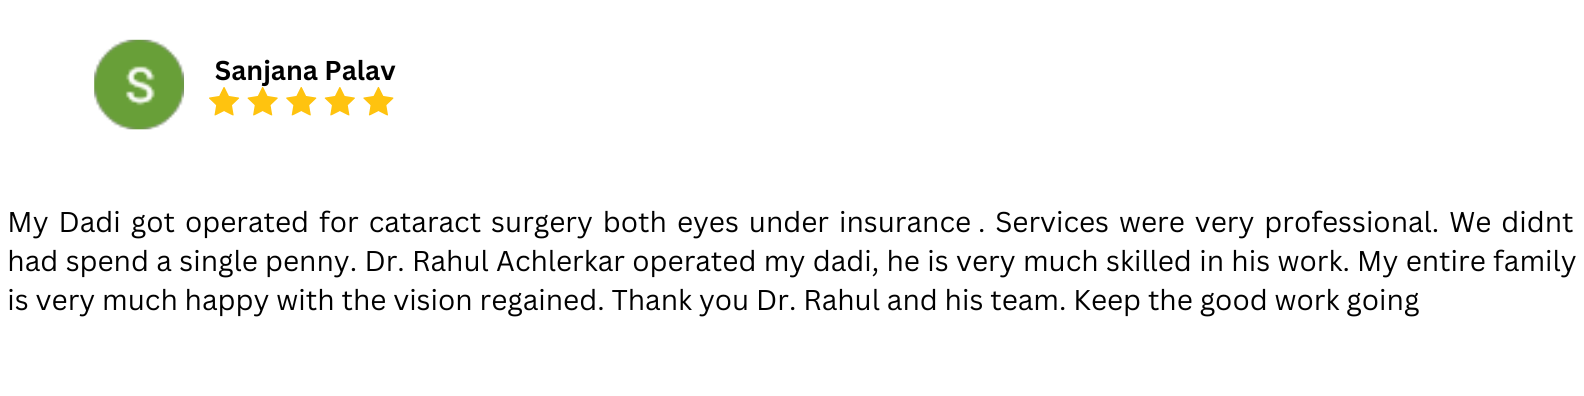 S
Sanjana Palav
My Dadi got operated for cataract surgery both eyes under insurance . Services were very professional. We didnt
had spend a single penny. Dr. Rahul Achlerkar operated my dadi, he is very much skilled in his work. My entire family
is very much happy with the vision regained. Thank you Dr. Rahul and his team. Keep the good work going